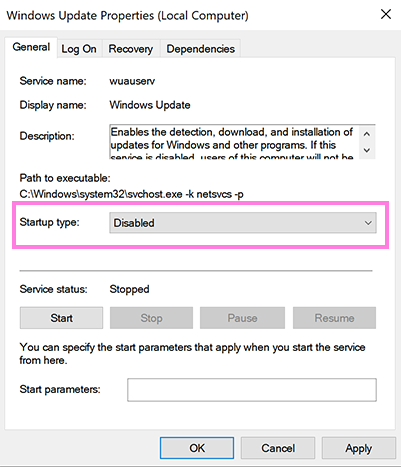 Windows Update Properties (Local Computer)
General Log On Recovery Dependencies
Service name: wuauserv
Display name: Windows Update
Description: Enables the detection, download, and installation of
updates for Windows and other programs. If this
service is disabled, users of this computer will not be
Path to executable:
C:\Windows\system32\svchost.exe -k netsvcs -p
Startup type: Disabled
Service status: Stopped
Start Stop Pause Resume
You can specify the start parameters that apply when you start the service
from here.
Start parameters:
OK Cancel Apply